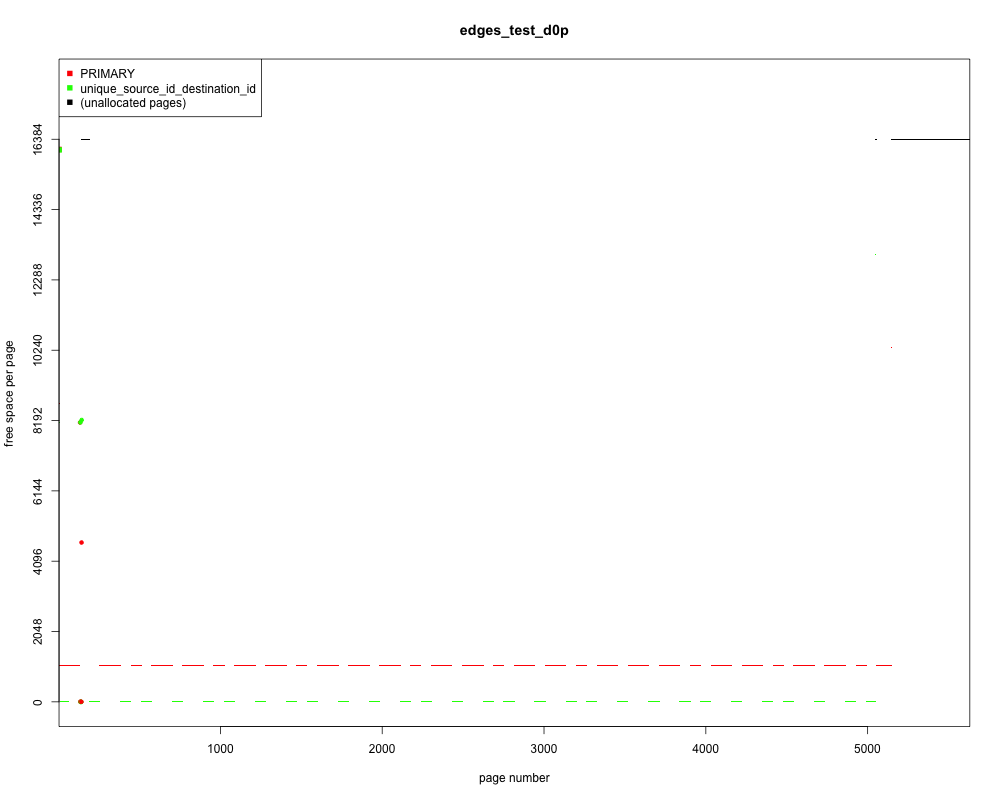 edges_test_d0p
PRIMARY
unique_source_id_destination_id
(unallocated pages)
16384
14336
12288
10240
8192
6144
4096
2048
0
free space per page
1000 2000 3000 4000 5000
page number